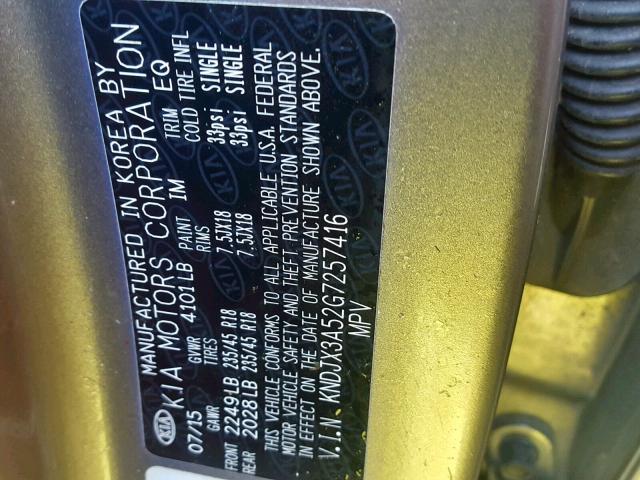 MANUFACTURED IN KOREA BY
KIA KIA MOTORS CORPORATION
07/15 GVWR 4101LB PAINT IM TRIM EQ
GAWR TIRES RIMS COLD TIRE INFL
FRONT 2249LB 235/45 R18 7.5JX18 33psi SINGLE
REAR 2028LB 235/45 R18 7.5JX18 33psi SINGLE
THIS VEHICLE CONFORMS TO ALL APPLICABLE U.S.A. FEDERAL
MOTOR VEHICLE SAFETY AND THEFT PREVENTION STANDARDS
IN EFFECT ON THE DATE OF MANUFACTURE SHOWN ABOVE.
V.I.N KNDJX3A52G7257416
MPV